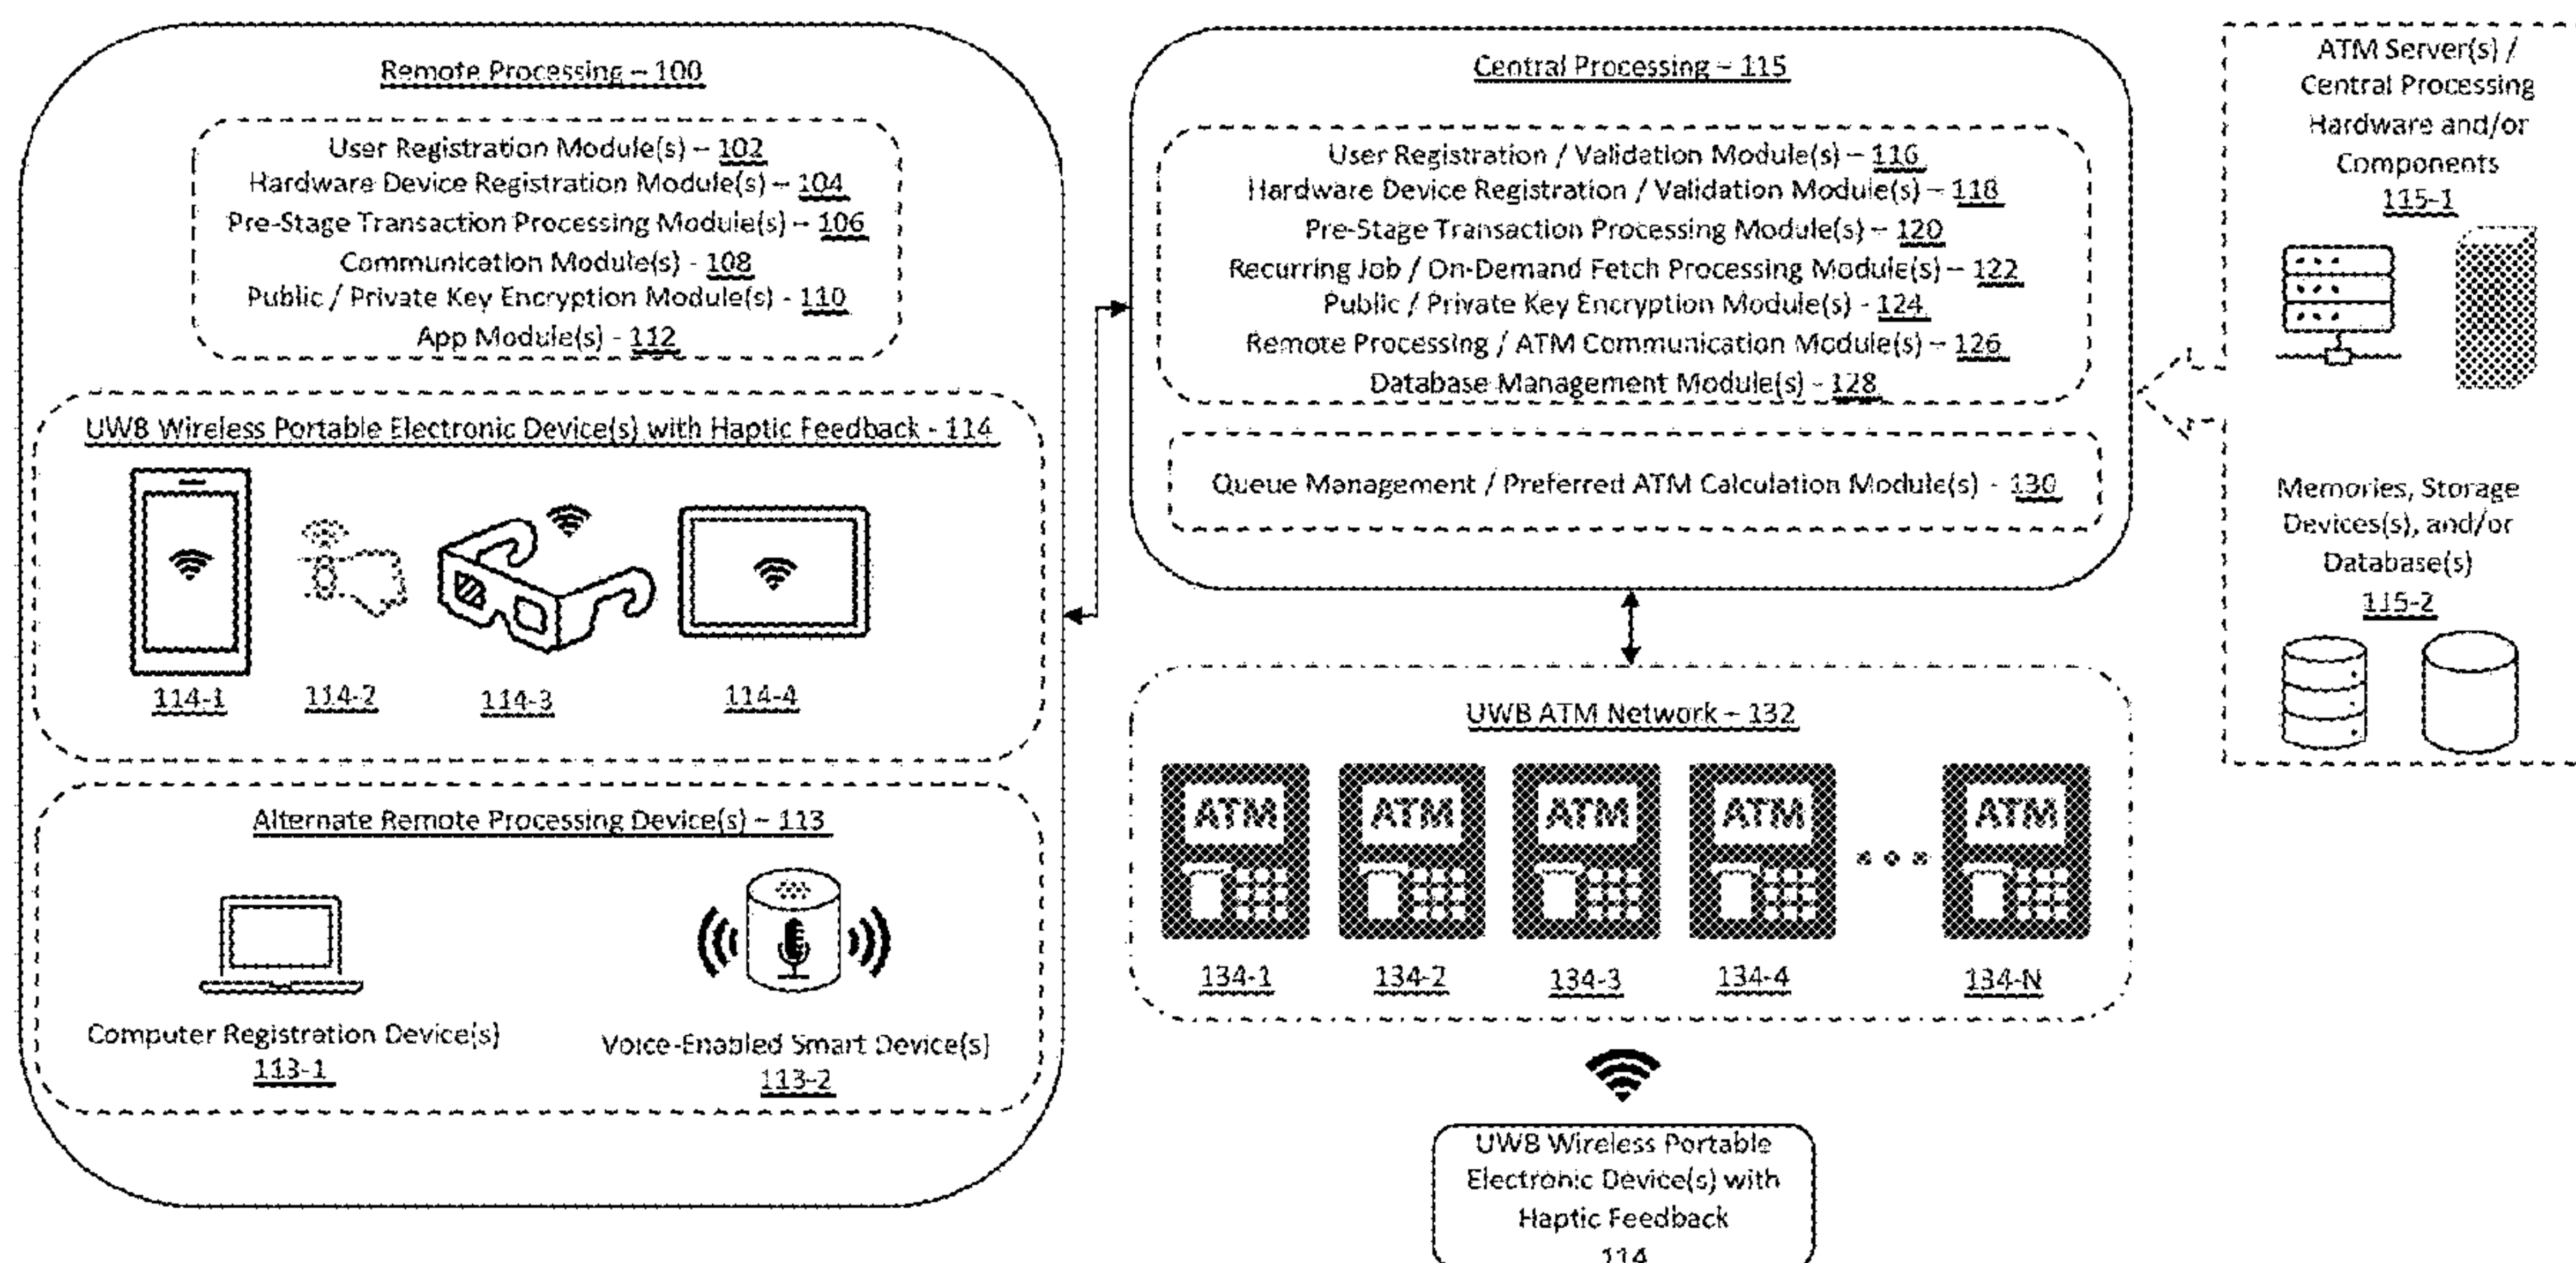 Remote Processing – 100
User Registration Module(s) – 102
Hardware Device Registration Module(s) – 104
Pre-Stage Transaction Processing Module(s) – 106
Communication Module(s) - 108
Public / Private Key Encryption Module(s) - 110
App Module(s) - 112
UWB Wireless Portable Electronic Device(s) with Haptic Feedback - 114
114-1
114-2
114-3
114-4
Alternate Remote Processing Device(s) – 113
Computer Registration Device(s)
113-1
Voice-Enabled Smart Device(s)
113-2
Central Processing – 115
User Registration / Validation Module(s) – 116
Hardware Device Registration / Validation Module(s) – 118
Pre-Stage Transaction Processing Module(s) – 120
Recurring Job / On-Demand Fetch Processing Module(s) – 122
Public / Private Key Encryption Module(s) - 124
Remote Processing / ATM Communication Module(s) – 126
Database Management Module(s) - 128
Queue Management / Preferred ATM Calculation Module(s) - 130
UWB ATM Network – 132
ATM
ATM
ATM
ATM
ATM
134-1
134-2
134-3
134-4
134-N
UWB Wireless Portable
Electronic Device(s) with
Haptic Feedback
114
ATM Server(s) /
Central Processing
Hardware and/or
Components
115-1
Memories, Storage
Devices(s), and/or
Database(s)
115-2